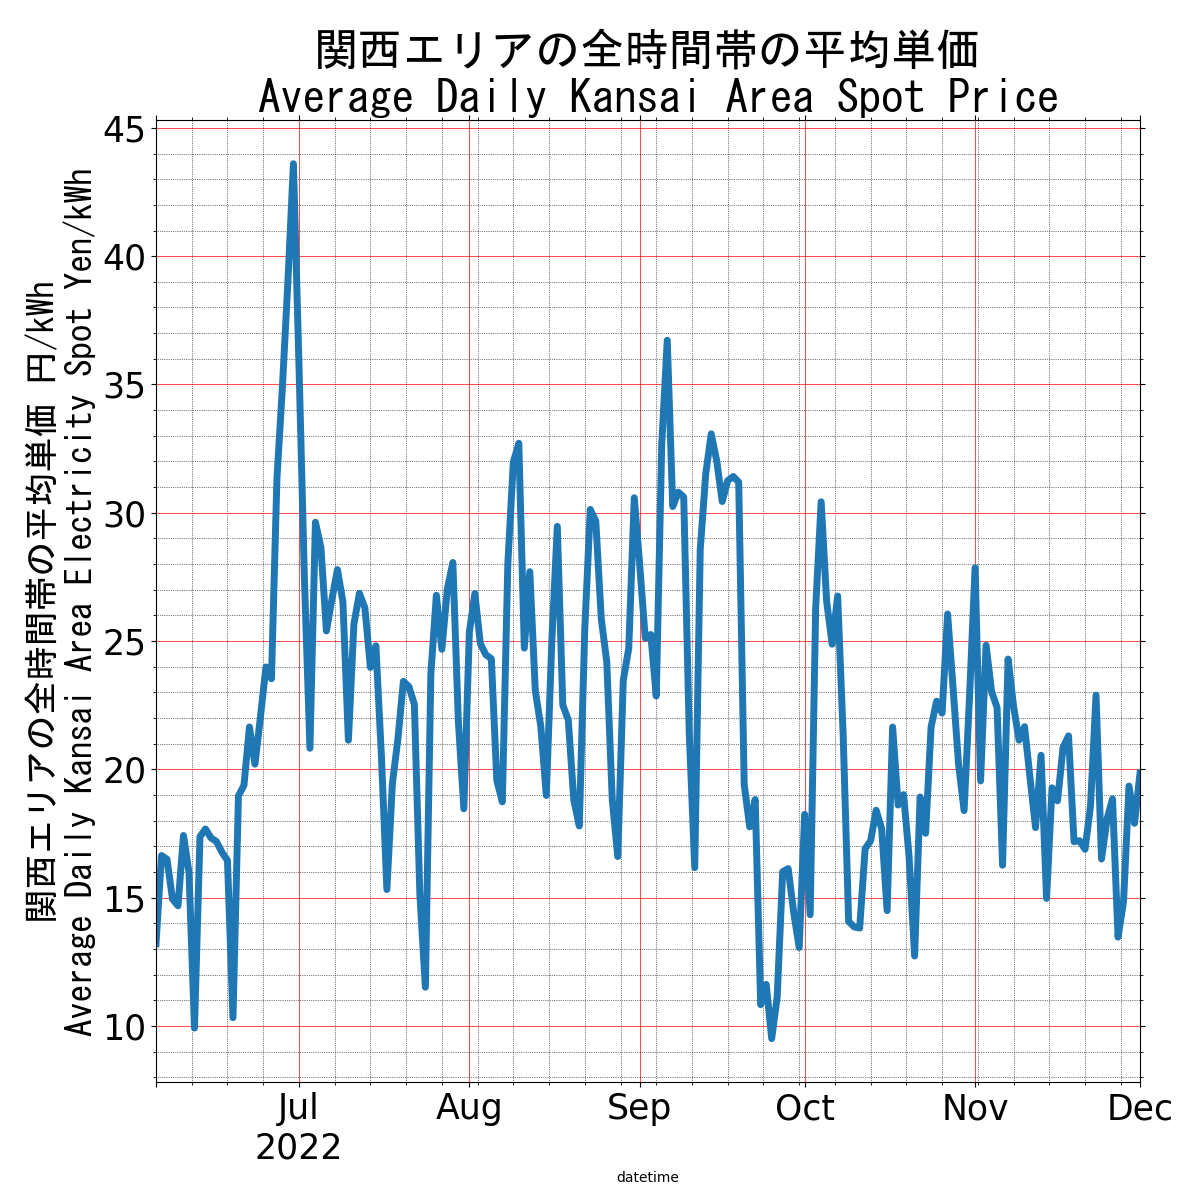 関西エリアの全時間帯の平均単価
Average Daily Kansai Area Spot Price
関西エリアの全時間帯の平均単価 円/kWh
Average Daily Kansai Area Electricity Spot Yen/kWh
45
40
35
30
25
20
15
10
Jul
2022
Aug
Sep
Oct
Nov
Dec
datetime